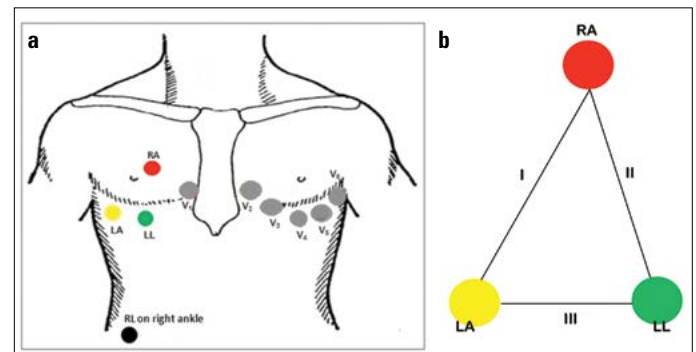 a
RA
V₁
V₂
V₃
V₄
V₅
V₆
LA
LL
RL on right ankle
b
RA
I
II
LA
III
LL